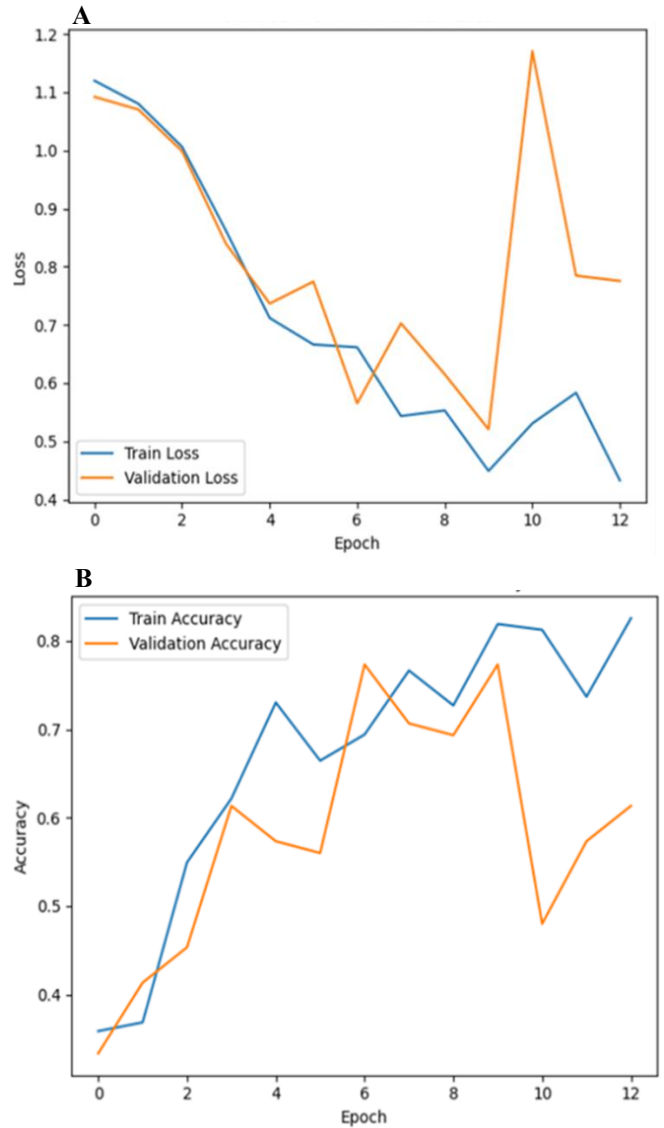 A
1.2
1.1
1.0
0.9
0.8
0.7
0.6
0.5
0.4
Loss
Train Loss
Validation Loss
0 2 4 6 8 10 12
Epoch
B
Train Accuracy
Validation Accuracy
0.8
0.7
0.6
0.5
0.4
Accuracy
0 2 4 6 8 10 12
Epoch